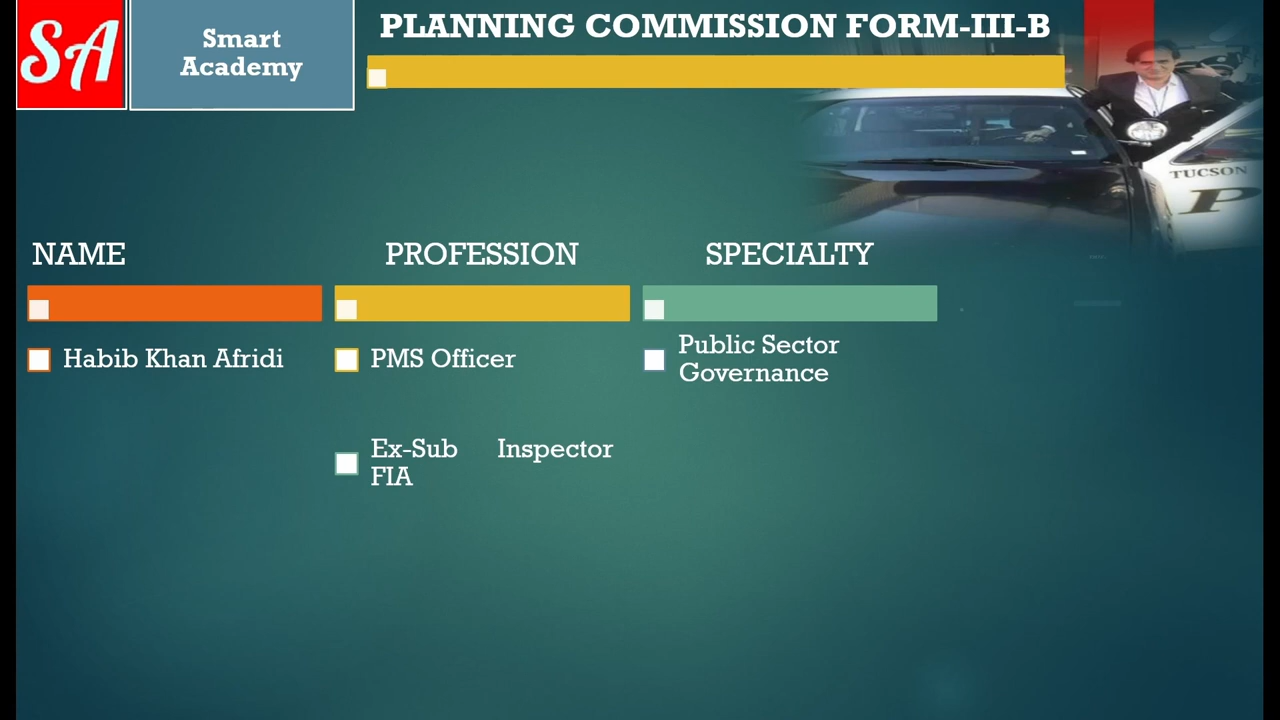 SA
Smart
Academy
PLANNING COMMISSION FORM-III-B
TUCSON
P
NAME
PROFESSION
SPECIALTY
Habib Khan Afridi
PMS Officer
Public Sector
Governance
Ex-Sub Inspector
FIA